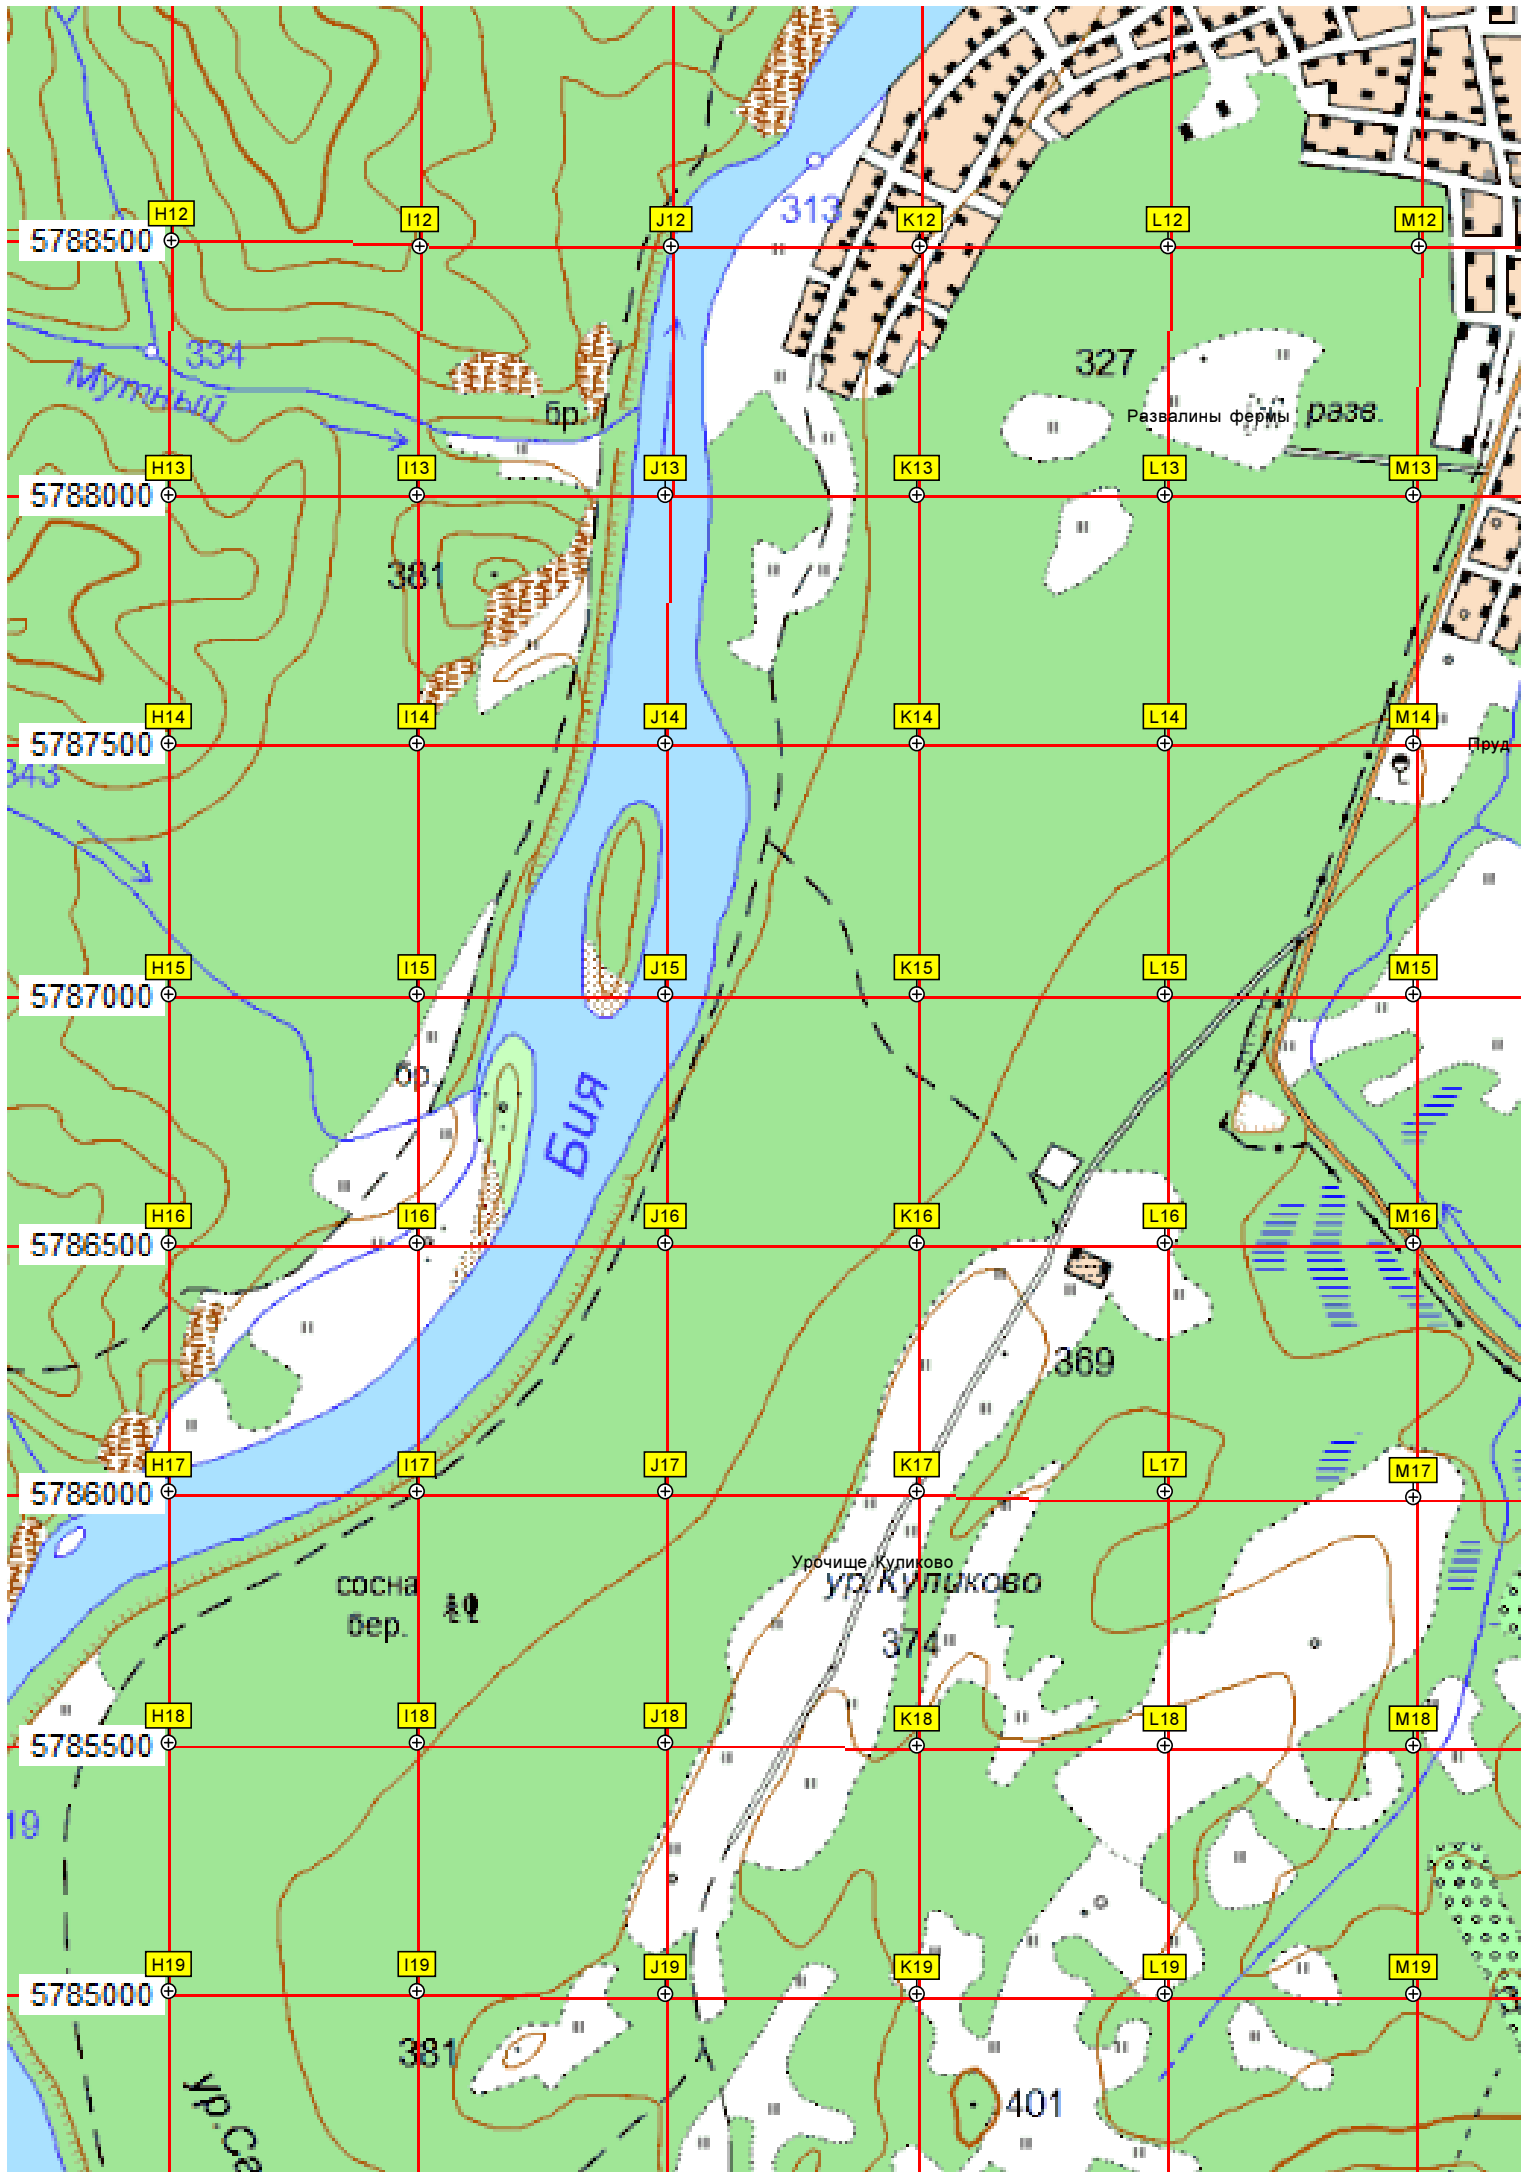 H12 I12 J12 313 K12 L12 M12
5788500
334
Мутный
327
бр.
Развалины фермы разв.
H13 I13 J13 K13 L13 M13
5788000
381
H14 I14 J14 K14 L14 M14
5787500
Пруд
343
H15 I15 J15 K15 L15 M15
5787000
бр.
Бия
H16 I16 J16 K16 L16 M16
5786500
369
H17 I17 J17 K17 L17 M17
5786000
Урочище Куликово
ур. Куликово
сосна
бер.
374
H18 I18 J18 K18 L18 M18
5785500
19
H19 I19 J19 K19 L19 M19
5785000
381
401
ур.Са